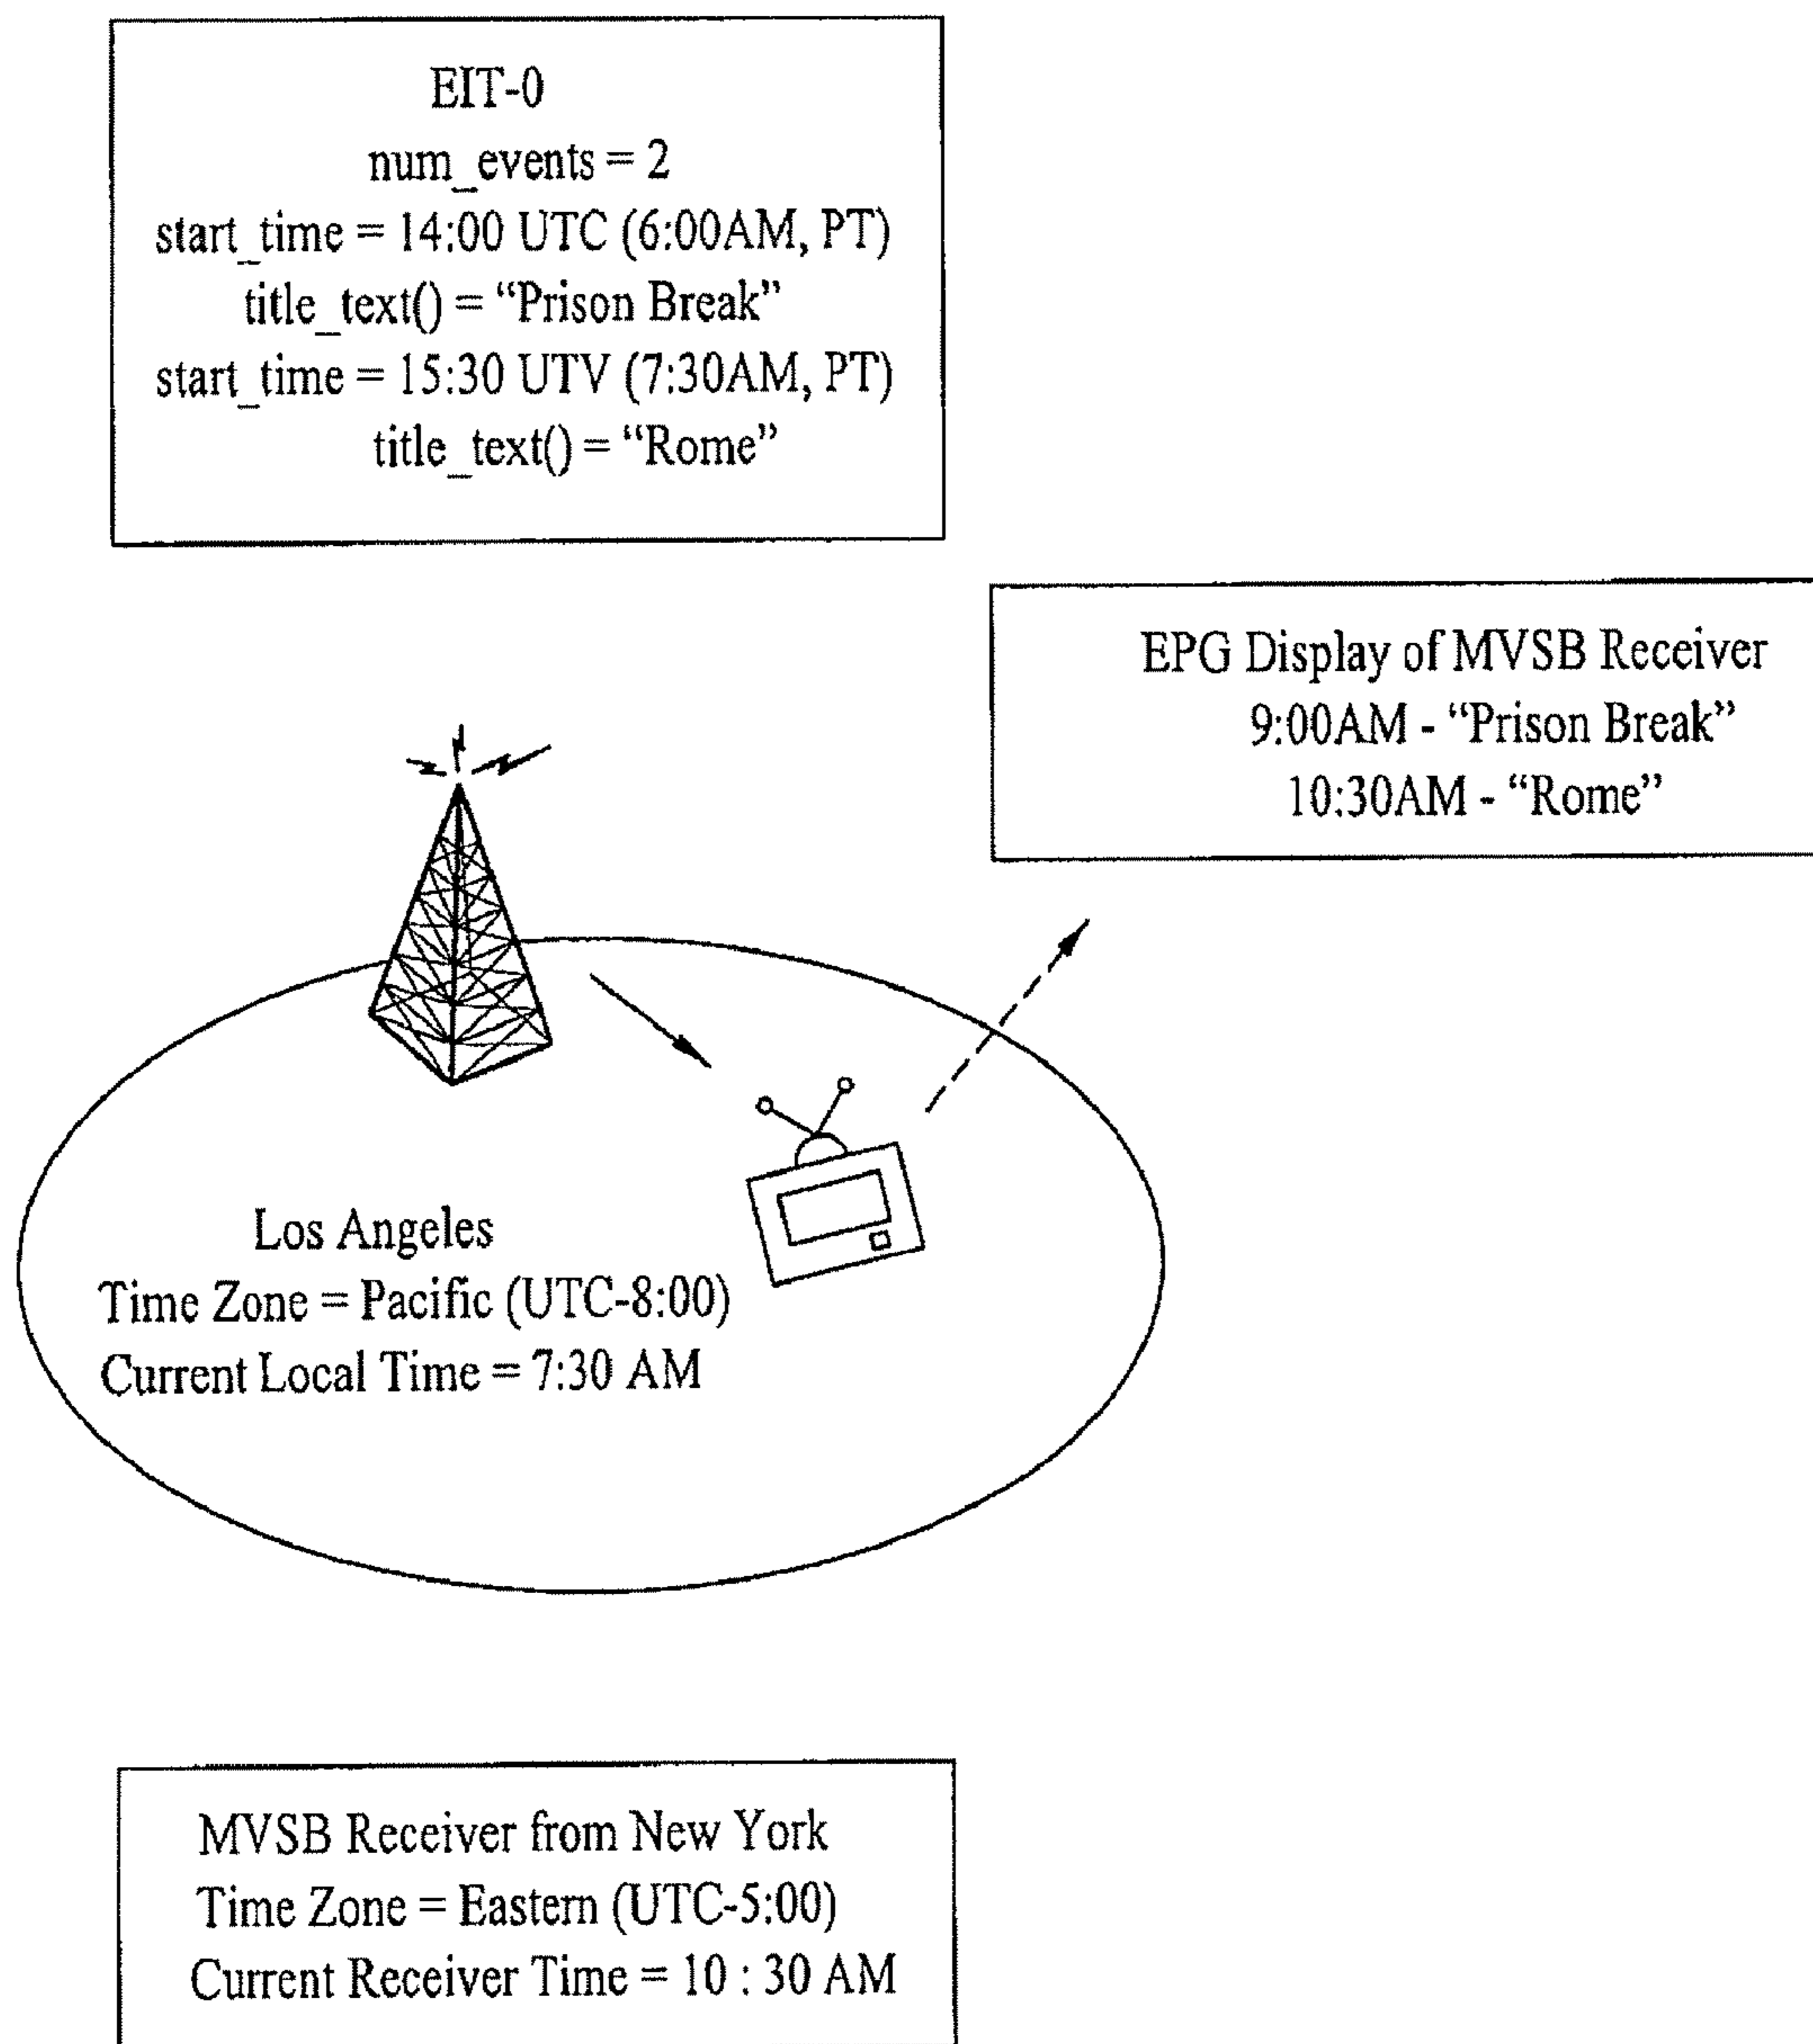 EIT-0
num_events = 2
start_time = 14:00 UTC (6:00AM, PT)
title_text() = “Prison Break”
start_time = 15:30 UTV (7:30AM, PT)
title_text() = “Rome”
EPG Display of MVSB Receiver
9:00AM - “Prison Break”
10:30AM - “Rome”
Los Angeles
Time Zone = Pacific (UTC-8:00)
Current Local Time = 7:30 AM
MVSB Receiver from New York
Time Zone = Eastern (UTC-5:00)
Current Receiver Time = 10 : 30 AM